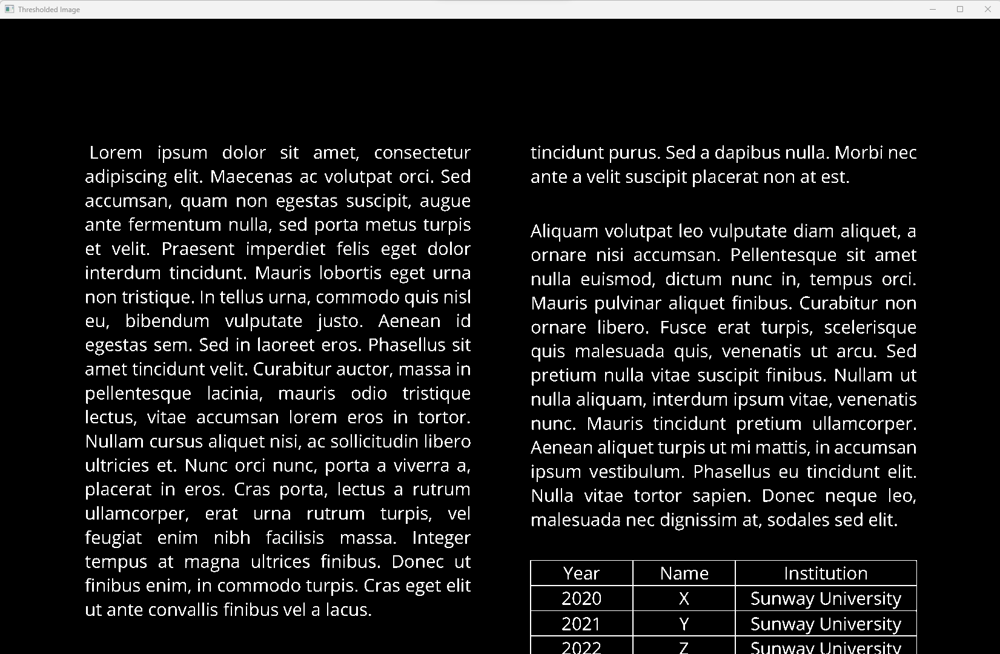 Thresholded Image
Lorem ipsum dolor sit amet, consectetur
adipiscing elit. Maecenas ac volutpat orci. Sed
accumsan, quam non egestas suscipit, augue
ante fermentum nulla, sed porta metus turpis
et velit. Praesent imperdiet felis eget dolor
interdum tincidunt. Mauris lobortis eget urna
non tristique. In tellus urna, commodo quis nisl
eu, bibendum vulputate justo. Aenean id
egestas sem. Sed in laoreet eros. Phasellus sit
amet tincidunt velit. Curabitur auctor, massa in
pellentesque lacinia, mauris odio tristique
lectus, vitae accumsan lorem eros in tortor.
Nullam cursus aliquet nisi, ac sollicitudin libero
ultricies et. Nunc orci nunc, porta a viverra a,
placerat in eros. Cras porta, lectus a rutrum
ullamcorper, erat urna rutrum turpis, vel
feugiat enim nibh facilisis massa. Integer
tempus at magna ultrices finibus. Donec ut
finibus enim, in commodo turpis. Cras eget elit
ut ante convallis finibus vel a lacus.
tincidunt purus. Sed a dapibus nulla. Morbi nec
ante a velit suscipit placerat non at est.
Aliquam volutpat leo vulputate diam aliquet, a
ornare nisi accumsan. Pellentesque sit amet
nulla euismod, dictum nunc in, tempus orci.
Mauris pulvinar aliquet finibus. Curabitur non
ornare libero. Fusce erat turpis, scelerisque
quis malesuada quis, venenatis ut arcu. Sed
pretium nulla vitae suscipit finibus. Nullam ut
nulla aliquam, interdum ipsum vitae, venenatis
nunc. Mauris tincidunt pretium ullamcorper.
Aenean aliquet turpis ut mi mattis, in accumsan
ipsum vestibulum. Phasellus eu tincidunt elit.
Nulla vitae tortor sapien. Donec neque leo,
malesuada nec dignissim at, sodales sed elit.
Year Name Institution
2020 X Sunway University
2021 Y Sunway University
2022 Z Sunway University